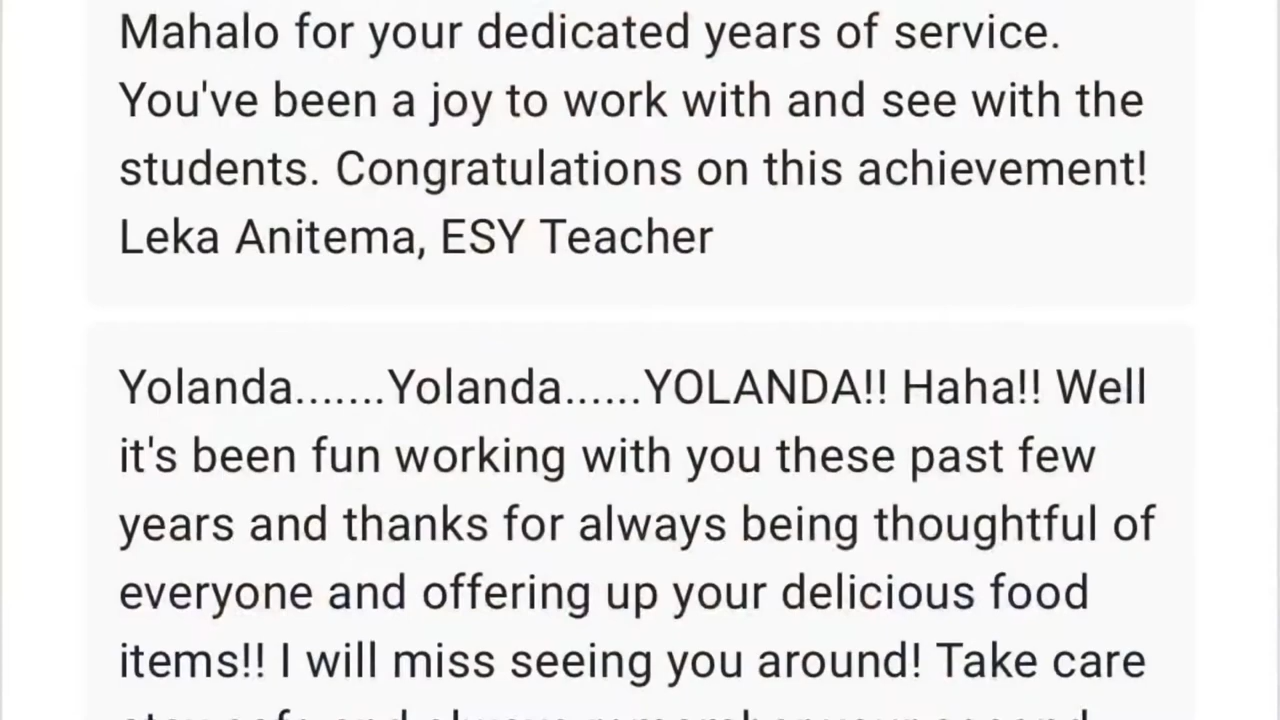 Mahalo for your dedicated years of service.
You've been a joy to work with and see with the
students. Congratulations on this achievement!
Leka Anitema, ESY Teacher
Yolanda.......Yolanda......YOLANDA!! Haha!! Well
it's been fun working with you these past few
years and thanks for always being thoughtful of
everyone and offering up your delicious food
items!! I will miss seeing you around! Take care